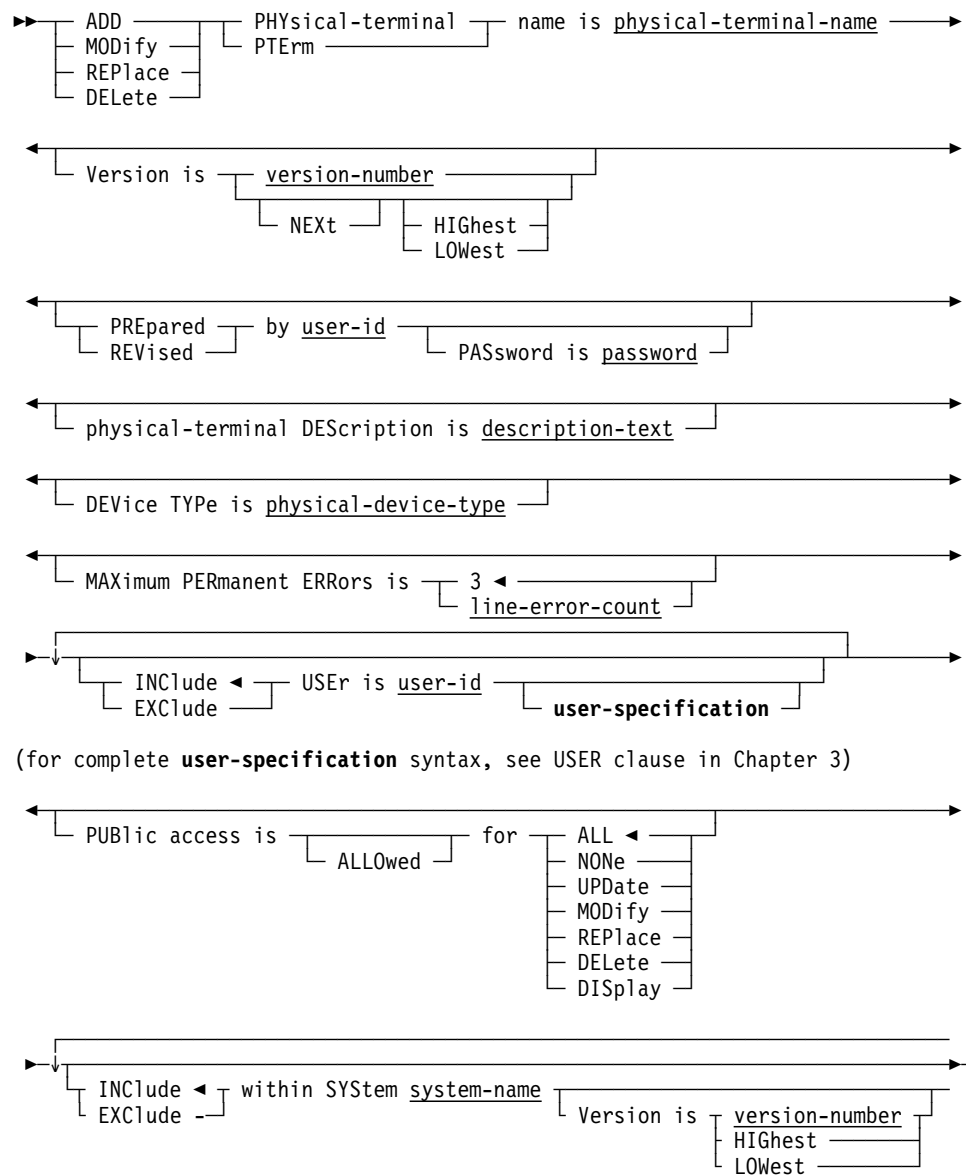 ADD PHYsical-terminal name is physical-terminal-name
MODify PTErm
REPlace
DELete
Version is version-number
NEXt HIGhest
LOWest
PREpared by user-id
REVised PASsword is password
physical-terminal DEScription is description-text
DEVice TYPe is physical-device-type
MAXimum PERmanent ERRors is 3
line-error-count
INClude USEr is user-id
EXClude user-specification
(for complete user-specification syntax, see USER clause in Chapter 3)
PUBlic access is for ALL
ALLOwed NONe
UPDate
MODify
REPlace
DELete
DISplay
INClude within SYStem system-name
EXClude Version is version-number
HIGhest
LOWest